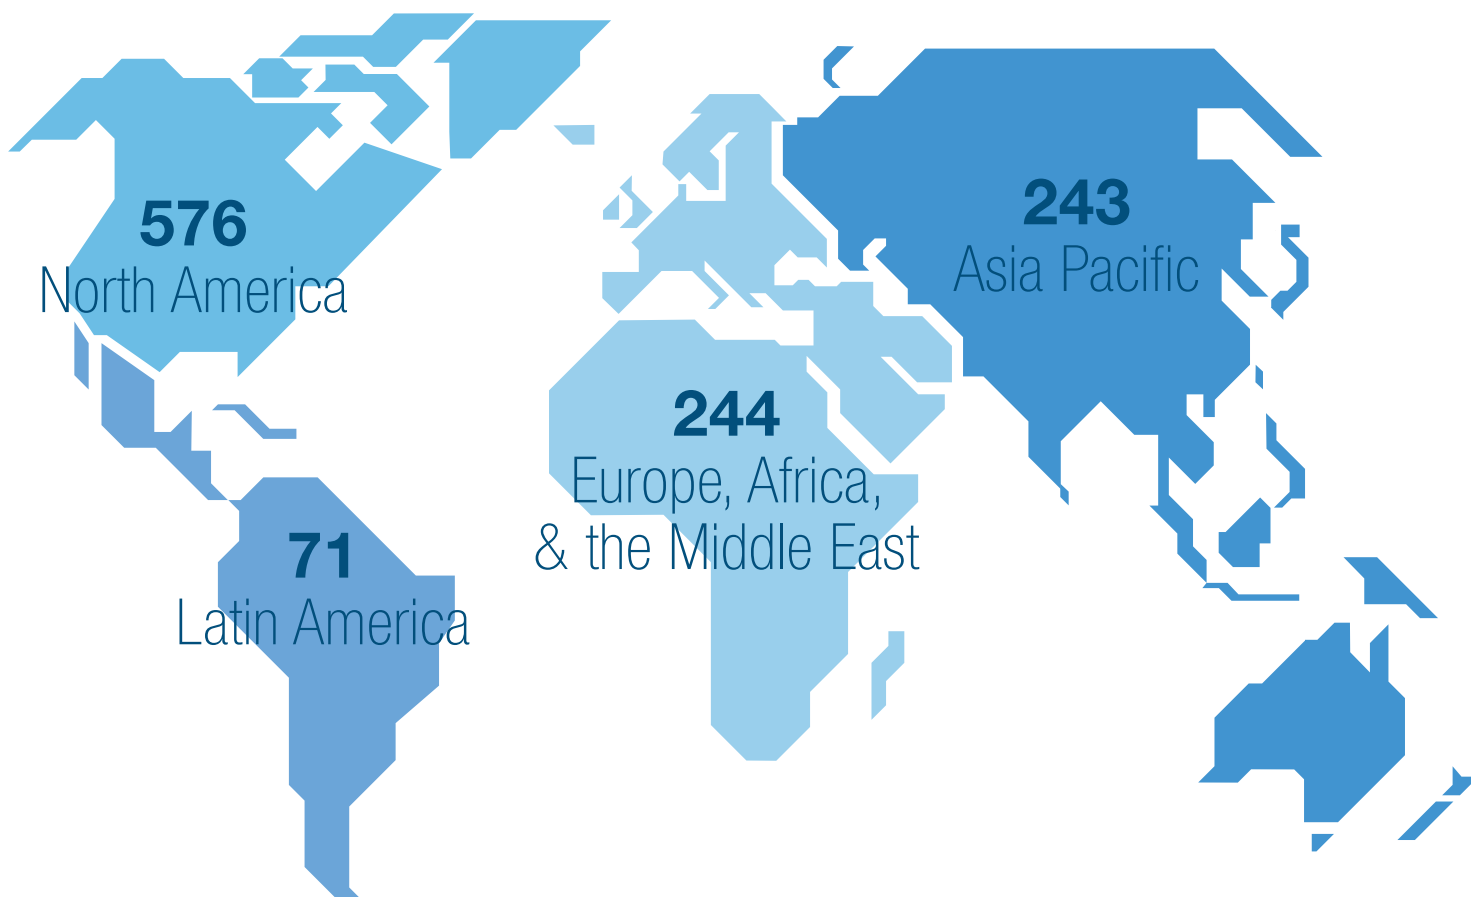 576
North America
243
Asia Pacific
244
Europe, Africa,
& the Middle East
71
Latin America